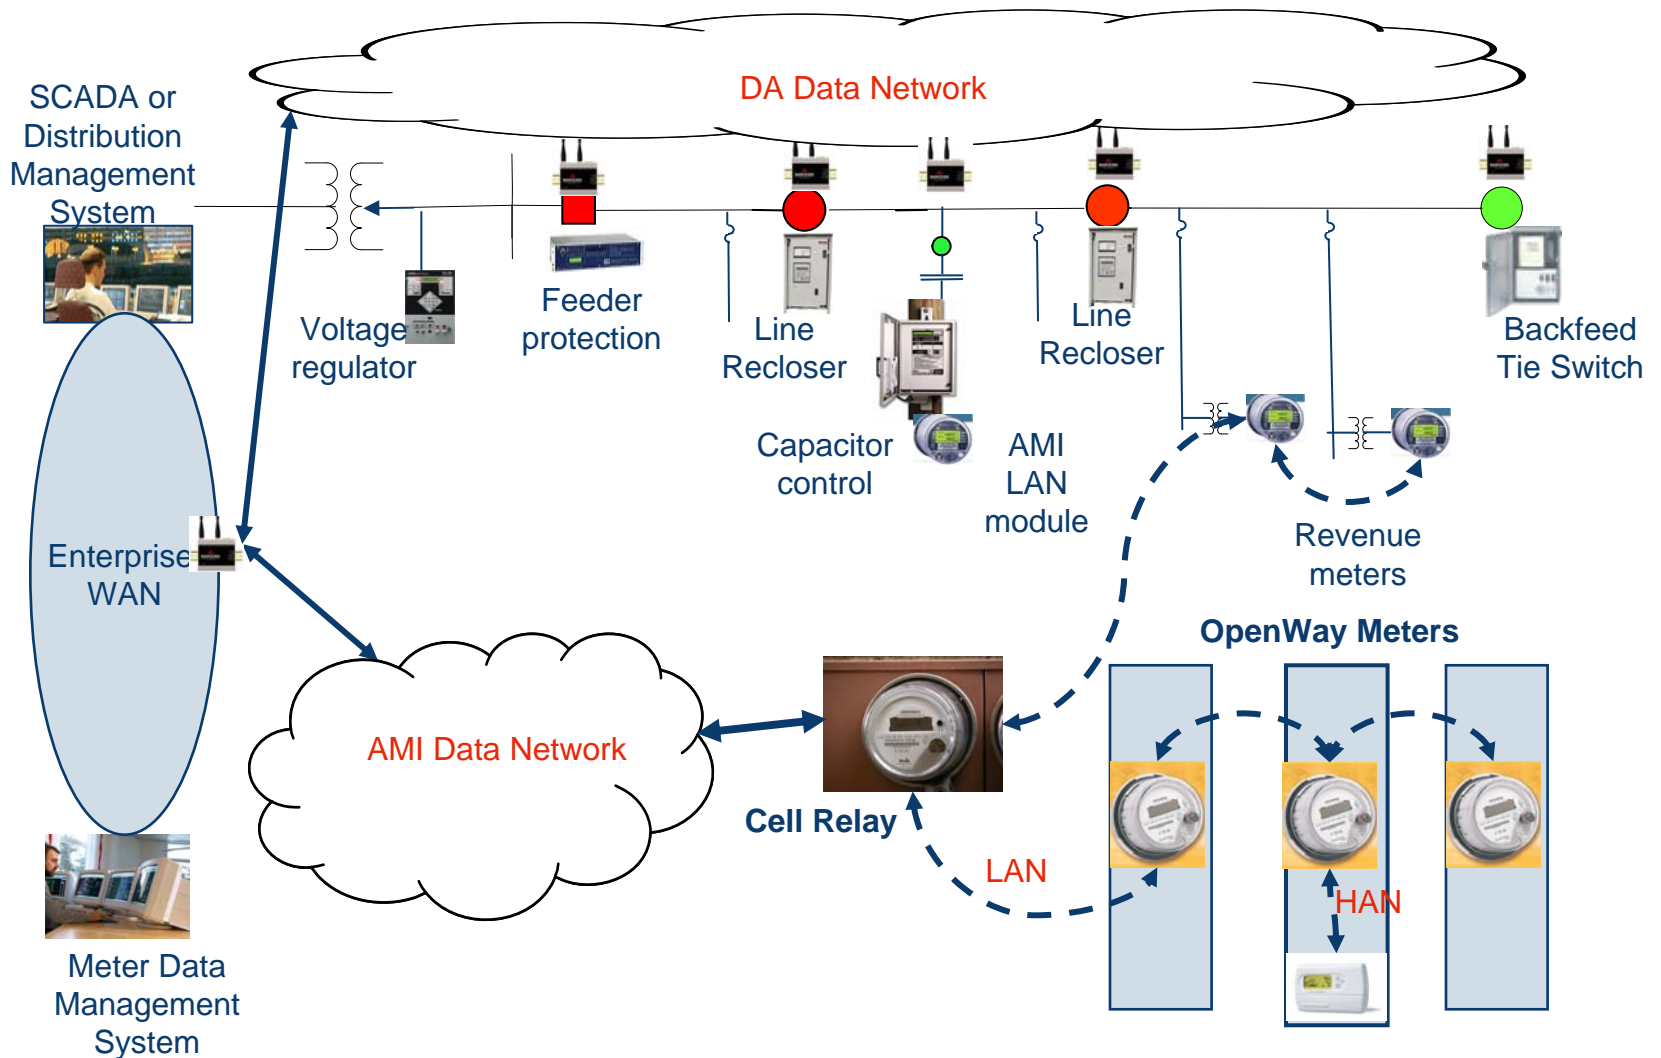 DA Data Network
SCADA or
Distribution
Management
System
Voltage
regulator
Feeder
protection
Line
Recloser
Capacitor
control
Line
Recloser
AMI
LAN
module
Backfeed
Tie Switch
Revenue
meters
Enterprise
WAN
OpenWay Meters
AMI Data Network
Cell Relay
LAN
HAN
Meter Data
Management
System